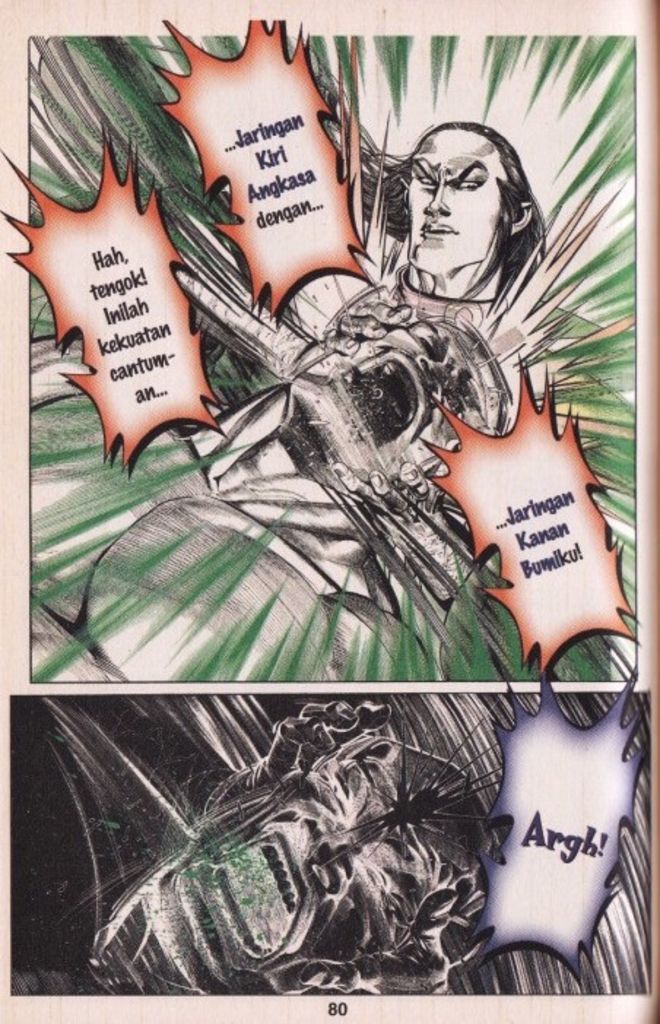 Hah,
tengok!
Inilah
kekuatan
cantum-
an...
...Jaringan
Kiri
Angkasa
dengan...
...Jaringan
Kanan
Bumiku!
Argh!
80